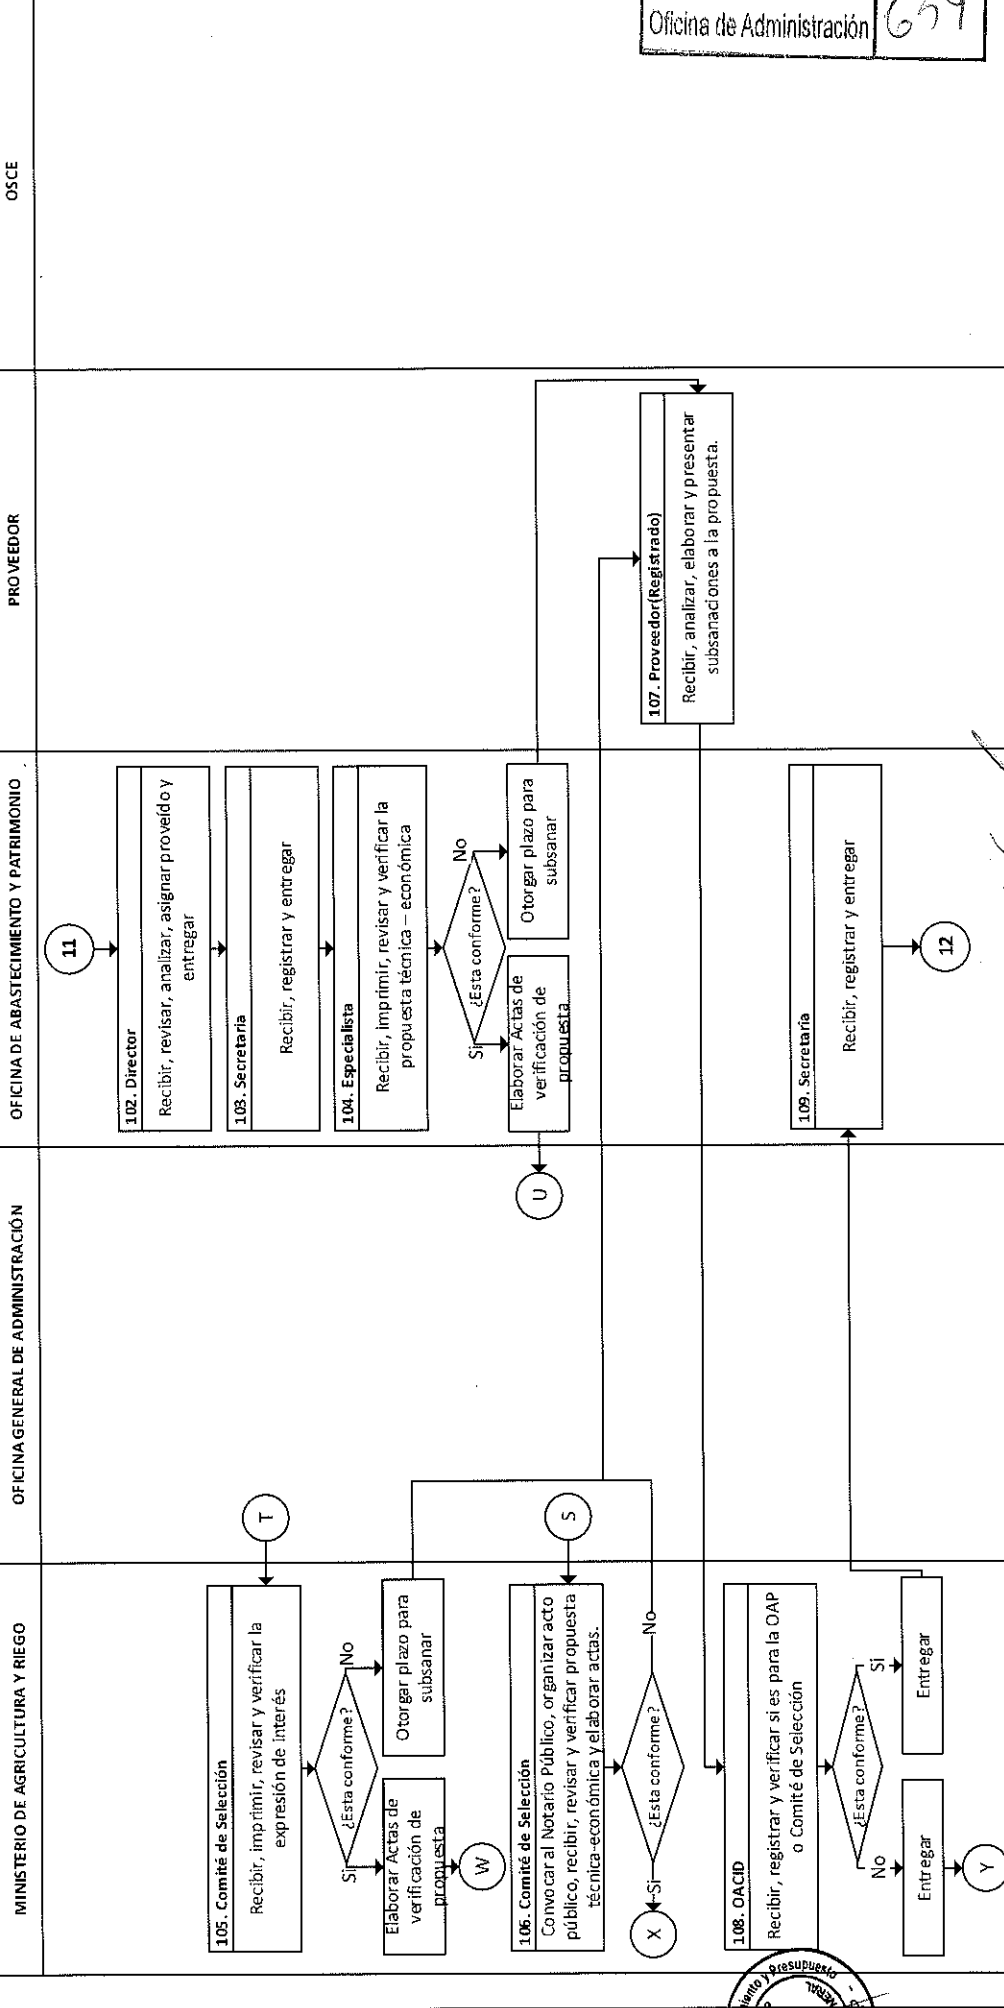 Oficina de Administración
659
MINISTERIO DE AGRICULTURA Y RIEGO
OFICINA GENERAL DE ADMINISTRACIÓN
OFICINA DE ABASTECIMIENTO Y PATRIMONIO
PROVEEDOR
OSCE
11
102. Director
Recibir, revisar, analizar, asignar proveído y
entregar
103. Secretaria
Recibir, registrar y entregar
104. Especialista
Recibir, imprimir, revisar y verificar la
propuesta técnica – económica
¿Esta conforme?
Si
No
Elaborar Actas de
verificación de
propuesta
Otorgar plazo para
subsanar
U
T
105. Comité de Selección
Recibir, imprimir, revisar y verificar la
expresión de interés
¿Esta conforme?
Si
No
Elaborar Actas de
verificación de
propuesta
Otorgar plazo para
subsanar
W
S
106. Comité de Selección
Convocar al Notario Público, organizar acto
público, recibir, revisar y verificar propuesta
técnica-económica y elaborar actas.
¿Esta conforme?
Si
No
X
107. Proveedor(Registrado)
Recibir, analizar, elaborar y presentar
subsanaciones a la propuesta.
108. OACID
Recibir, registrar y verificar si es para la OAP
o Comité de Selección
¿Esta conforme?
No
Si
Entregar
Entregar
Y
109. Secretaria
Recibir, registrar y entregar
12
y Presupuesto